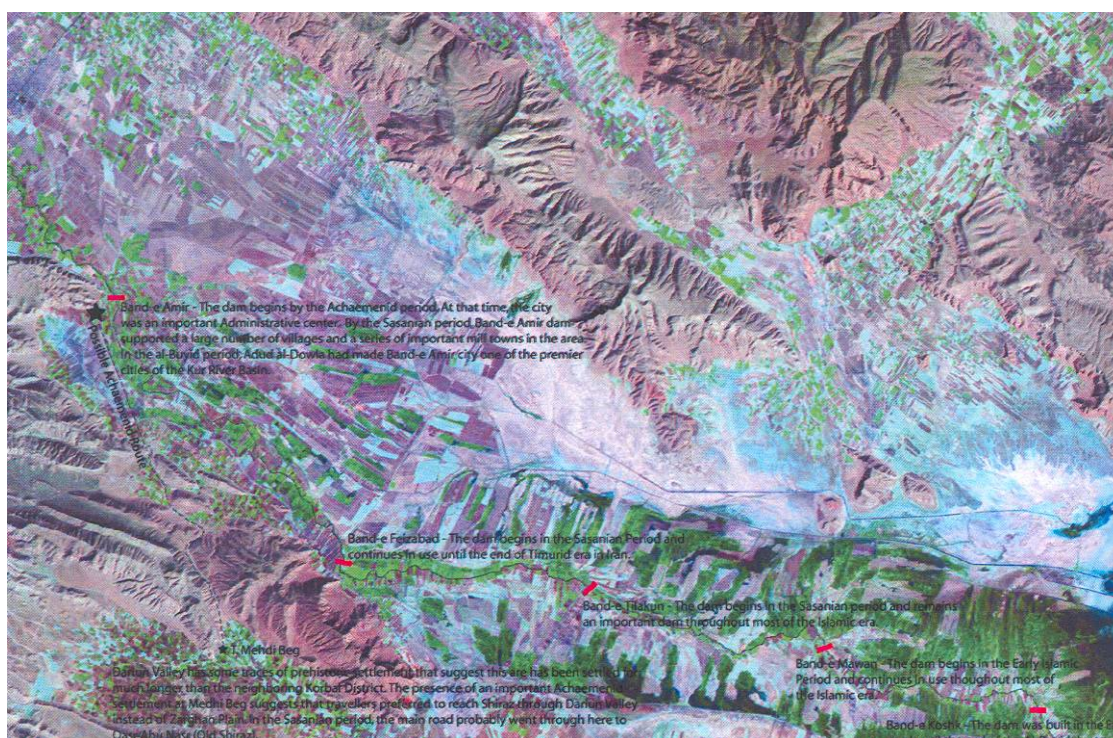 Band-e Amir - The dam begins by the Achaemenid period. At that time, the city
was an important Administrative center. By the Sasanian period, Band-e Amir dam
supported a large number of villages and a series of important mill towns in the area.
In the al-Buyid period, Adud al-Dowla had made Band-e Amir city one of the premier
cities of the Kur River Basin.
Possible Achaemenid Route
Band-e Feizabad - The dam begins in the Sasanian Period and
continues in use until the end of Timurid era in Iran.
Band-e Tilakun - The dam begins in the Sasanian period and remains
an important dam throughout most of the Islamic era.
Band-e Mawan - The dam begins in the Early Islamic
Period and continues in use thoughout most of
the Islamic era.
Band-e Koshk - The dam was built in the
T. Mehdi Beg
Dariun Valley has some traces of prehistoric settlement that suggest this are has been settled for
much longer than the neighboring Korbal District. The presence of an important Achaemenid
Settlement at Medhi Beg suggests that travellers preferred to reach Shiraz through Dariun Valley
instead of Zarghan Plain. In the Sasanian period, the main road probably went through here to
Qasr Abu Nasr (Old Shiraz).